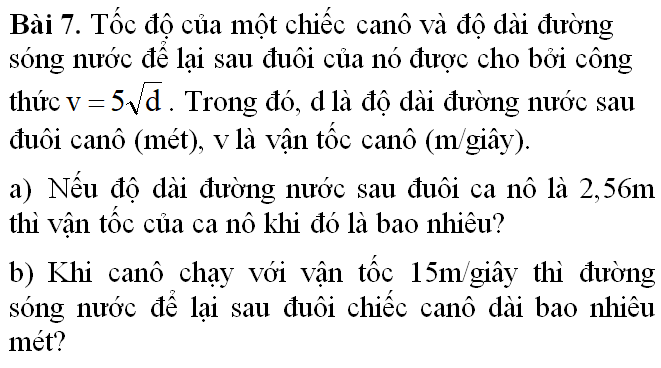 Bài 7. Tốc độ của một chiếc canô và độ dài đường
sóng nước để lại sau đuôi của nó được cho bởi công
thức v = 5√d . Trong đó, d là độ dài đường nước sau
đuôi canô (mét), v là vận tốc canô (m/giây).
a) Nếu độ dài đường nước sau đuôi ca nô là 2,56m
thì vận tốc của ca nô khi đó là bao nhiêu?
b) Khi canô chạy với vận tốc 15m/giây thì đường
sóng nước để lại sau đuôi chiếc canô dài bao nhiêu
mét?